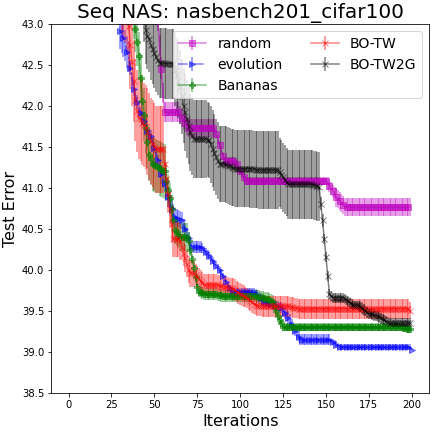 Seq NAS: nasbench201_cifar100
random
evolution
Bananas
BO-TW
BO-TW2G
Test Error
43.0
42.5
42.0
41.5
41.0
40.5
40.0
39.5
39.0
38.5
0 25 50 75 100 125 150 175 200
Iterations